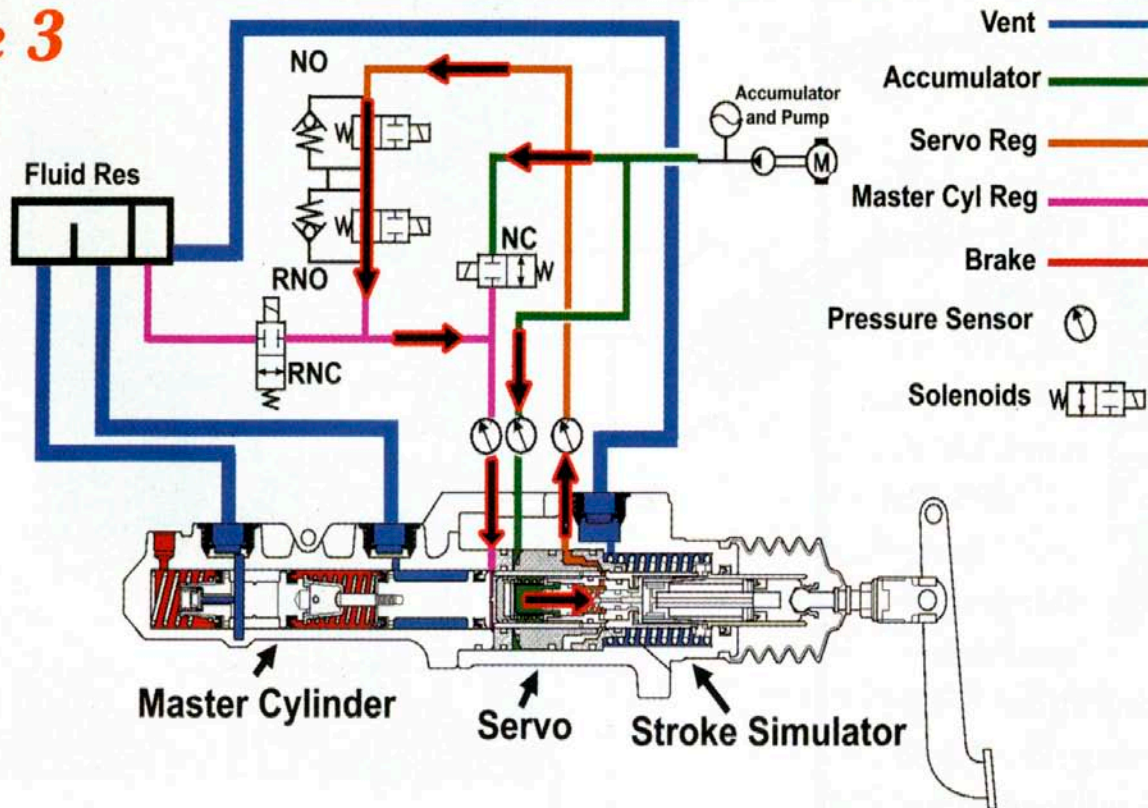 3
NO
Fluid Res
RNO
RNC
NC
Accumulator
and Pump
M
Vent
Accumulator
Servo Reg
Master Cyl Reg
Brake
Pressure Sensor
Solenoids
Master Cylinder
Servo
Stroke Simulator